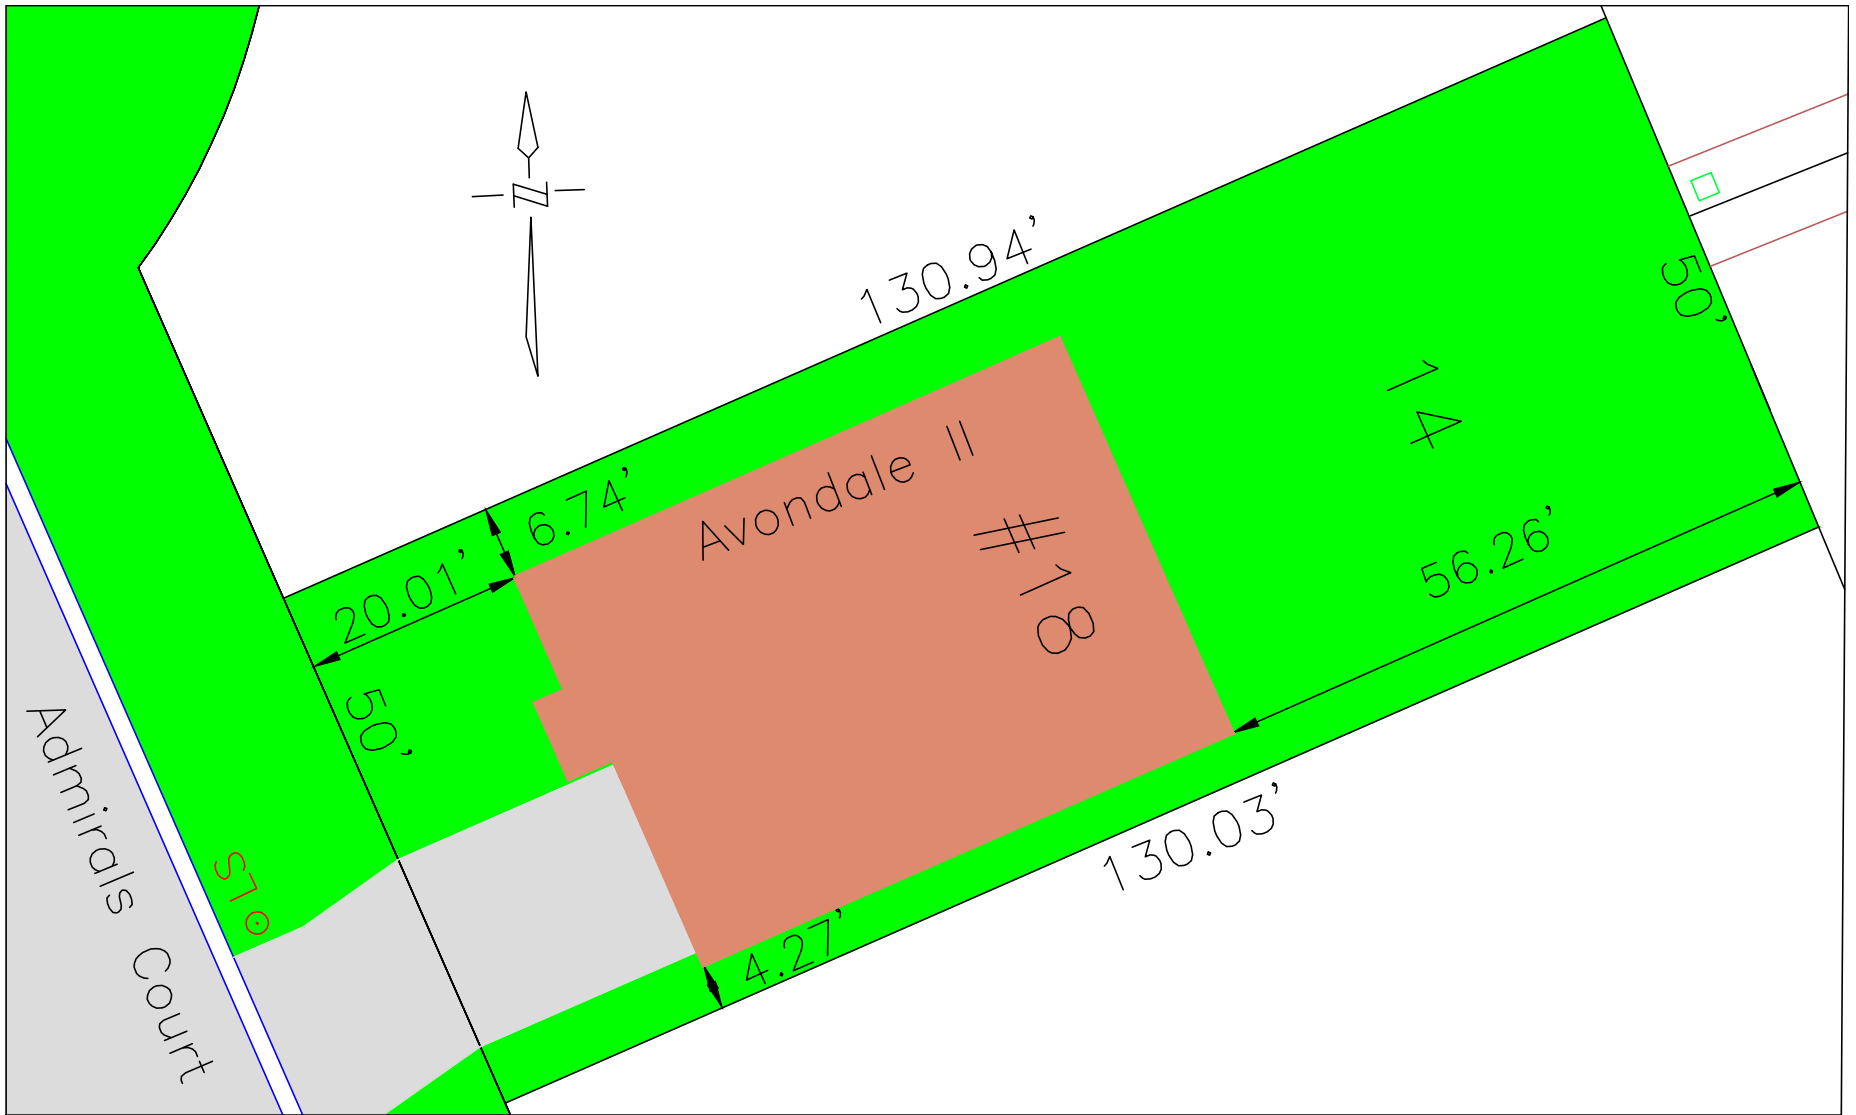 N
130.94'
50'
14
6.74'
Avondale II
20.01'
#18
56.26'
50'
Admirals Court
LS
130.03'
4.27'